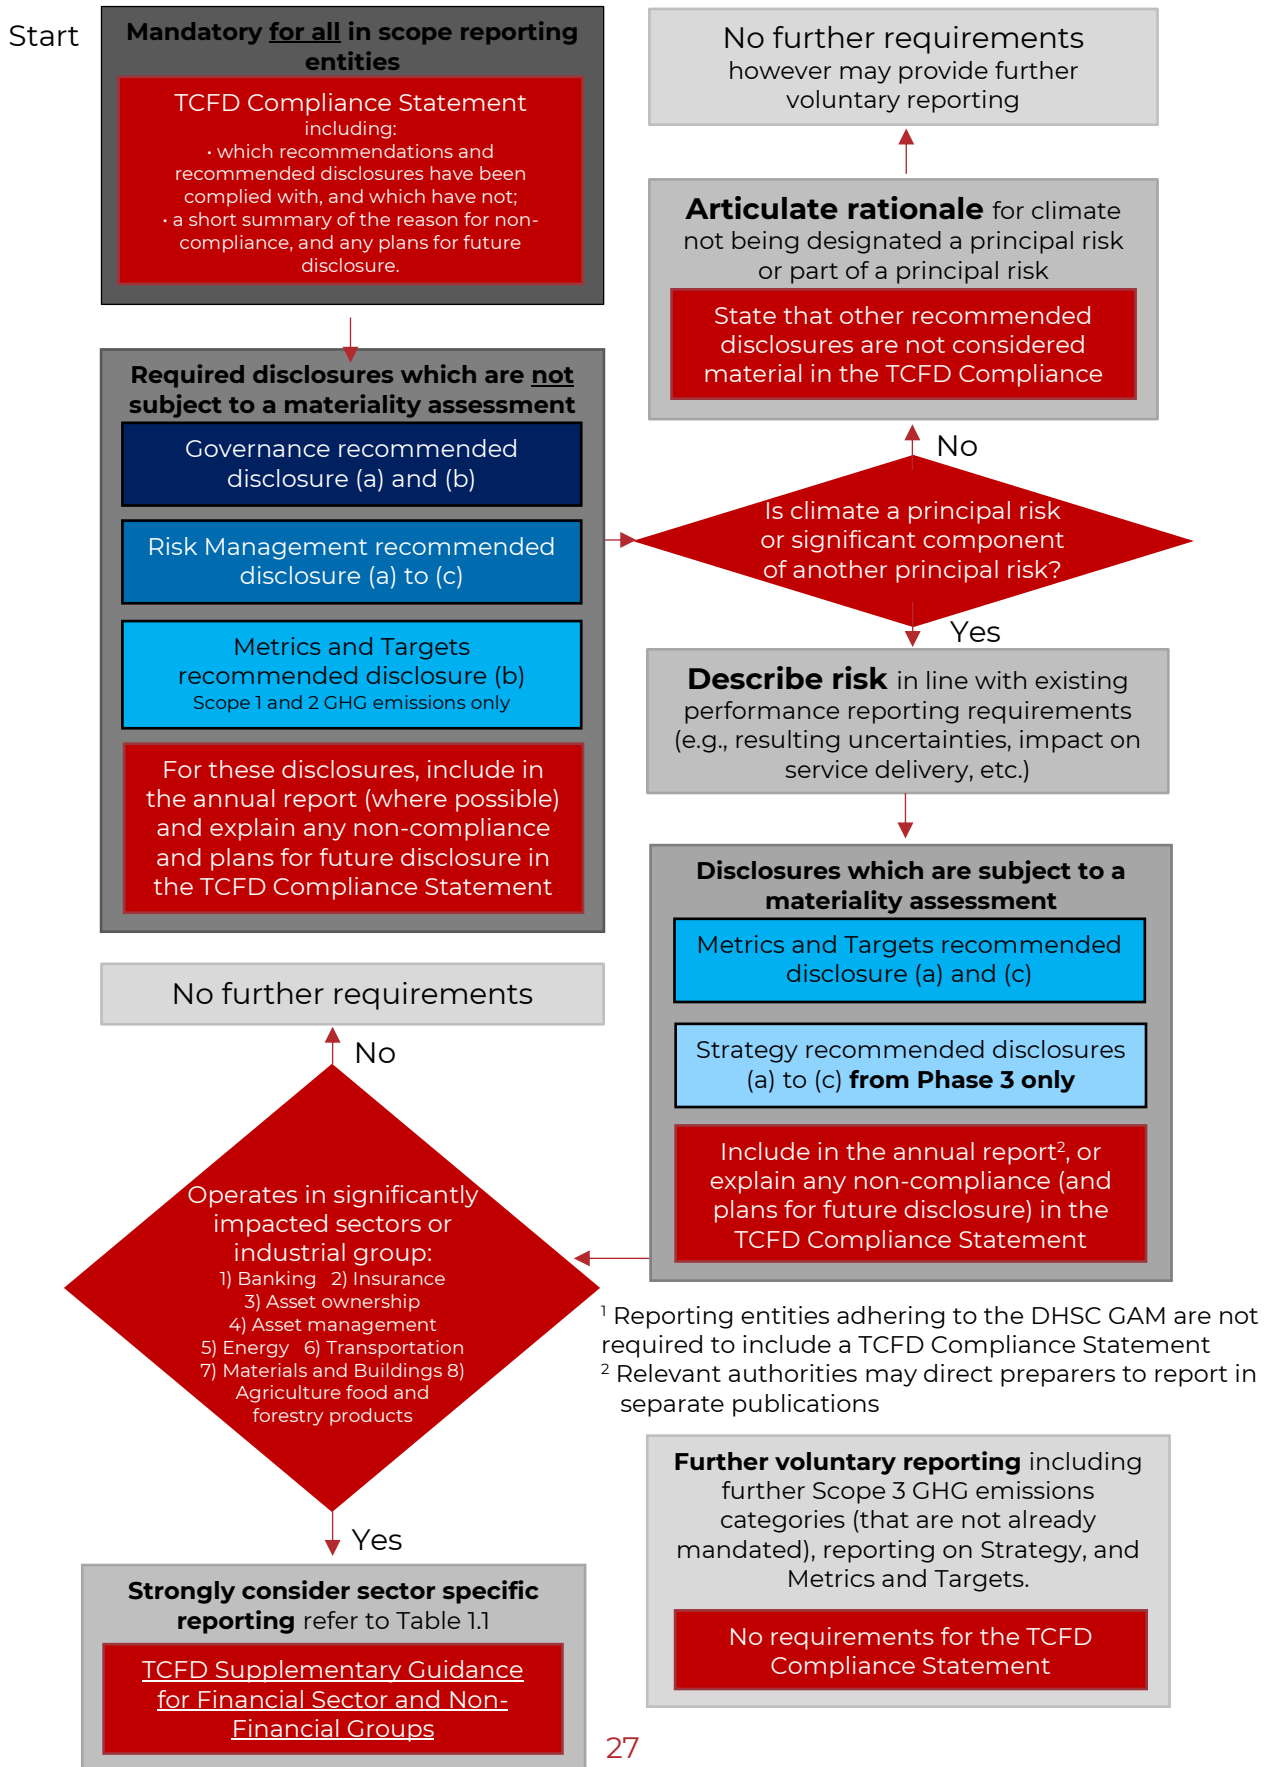 Start
Mandatory for all in scope reporting
entities
TCFD Compliance Statement
including:
• which recommendations and
recommended disclosures have been
complied with, and which have not;
• a short summary of the reason for non-
compliance, and any plans for future
disclosure.
Required disclosures which are not
subject to a materiality assessment
Governance recommended
disclosure (a) and (b)
Risk Management recommended
disclosure (a) to (c)
Metrics and Targets
recommended disclosure (b)
Scope 1 and 2 GHG emissions only
For these disclosures, include in
the annual report (where possible)
and explain any non-compliance
and plans for future disclosure in
the TCFD Compliance Statement
No further requirements
however may provide further
voluntary reporting
Articulate rationale for climate
not being designated a principal risk
or part of a principal risk
State that other recommended
disclosures are not considered
material in the TCFD Compliance
No
Is climate a principal risk
or significant component
of another principal risk?
Yes
Describe risk in line with existing
performance reporting requirements
(e.g., resulting uncertainties, impact on
service delivery, etc.)
Disclosures which are subject to a
materiality assessment
Metrics and Targets recommended
disclosure (a) and (c)
Strategy recommended disclosures
(a) to (c) from Phase 3 only
Include in the annual report2, or
explain any non-compliance (and
plans for future disclosure) in the
TCFD Compliance Statement
No further requirements
No
Operates in significantly
impacted sectors or
industrial group:
1) Banking 2) Insurance
3) Asset ownership
4) Asset management
5) Energy 6) Transportation
7) Materials and Buildings 8)
Agriculture food and
forestry products
Yes
Strongly consider sector specific
reporting refer to Table 1.1
TCFD Supplementary Guidance
for Financial Sector and Non-
Financial Groups
1 Reporting entities adhering to the DHSC GAM are not
required to include a TCFD Compliance Statement
2 Relevant authorities may direct preparers to report in
separate publications
Further voluntary reporting including
further Scope 3 GHG emissions
categories (that are not already
mandated), reporting on Strategy, and
Metrics and Targets.
No requirements for the TCFD
Compliance Statement
27